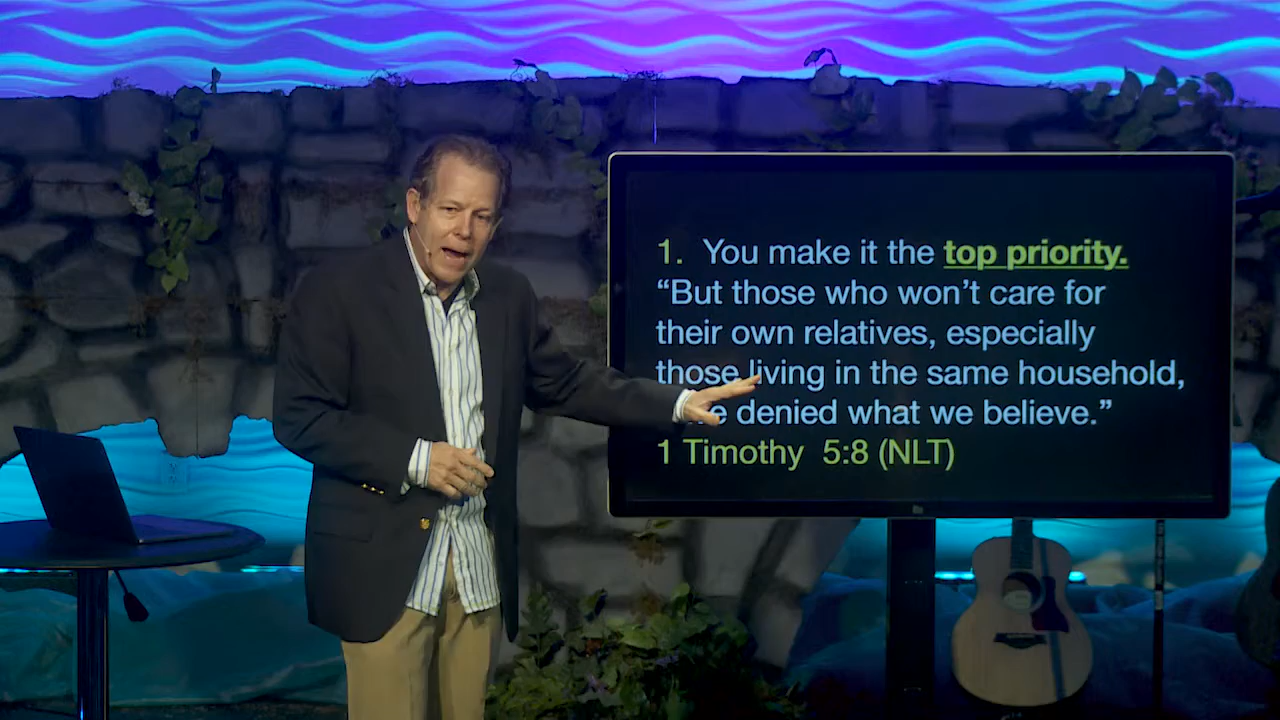 1. You make it the top priority.
“But those who won’t care for
their own relatives, especially
those living in the same household,
denied what we believe.”
1 Timothy 5:8 (NLT)